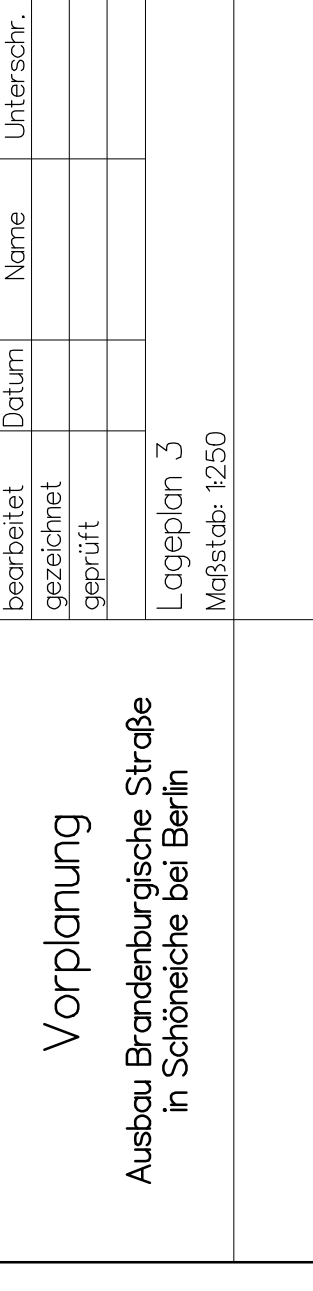 Vorplanung
Ausbau Brandenburgische Straße
in Schöneiche bei Berlin
bearbeitet Datum Name Unterschr.
gezeichnet
geprüft
Lageplan 3
Maßstab: 1:250